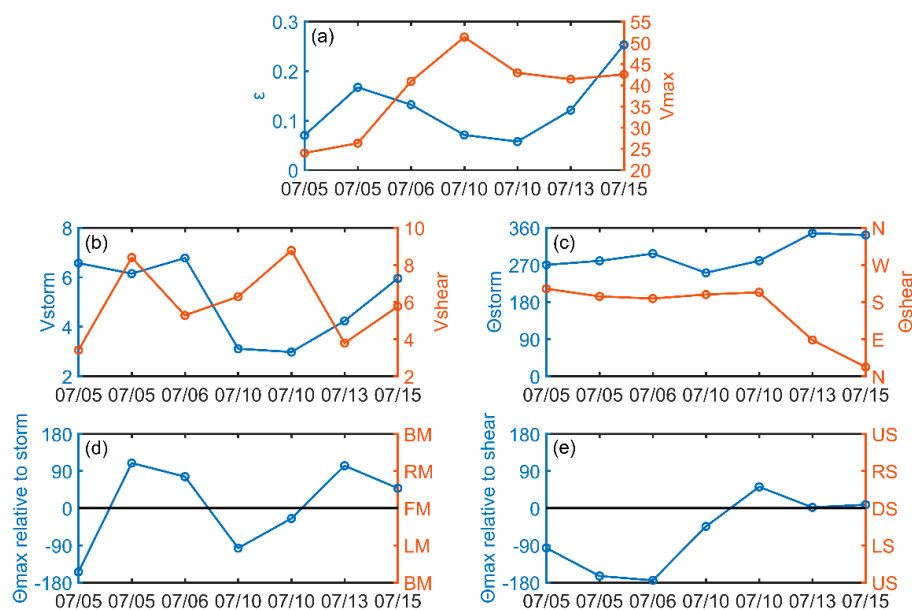 (a)
0.3
0.2
0.1
0
ε
55
50
45
40
35
30
25
20
Vmax
07/05 07/05 07/06 07/10 07/10 07/13 07/15
(b)
8
6
4
2
Vstorm
10
8
6
4
2
Vshear
07/05 07/05 07/06 07/10 07/10 07/13 07/15
(c)
360
270
180
90
0
Θstorm
N
W
S
E
N
Θshear
07/05 07/05 07/06 07/10 07/10 07/13 07/15
(d)
180
90
0
-90
-180
Θmax relative to storm
BM
RM
FM
LM
BM
07/05 07/05 07/06 07/10 07/10 07/13 07/15
(e)
180
90
0
-90
-180
Θmax relative to shear
US
RS
DS
LS
US
07/05 07/05 07/06 07/10 07/10 07/13 07/15